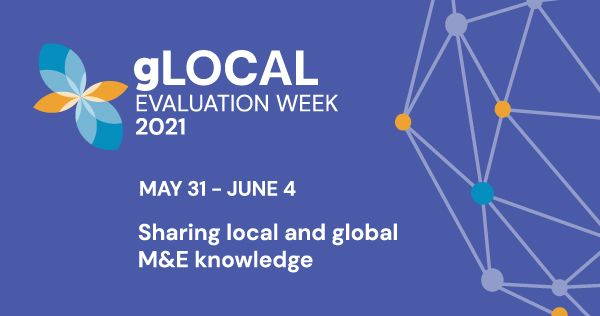 gLOCAL
EVALUATION WEEK
2021
MAY 31 - JUNE 4
Sharing local and global
M&E knowledge